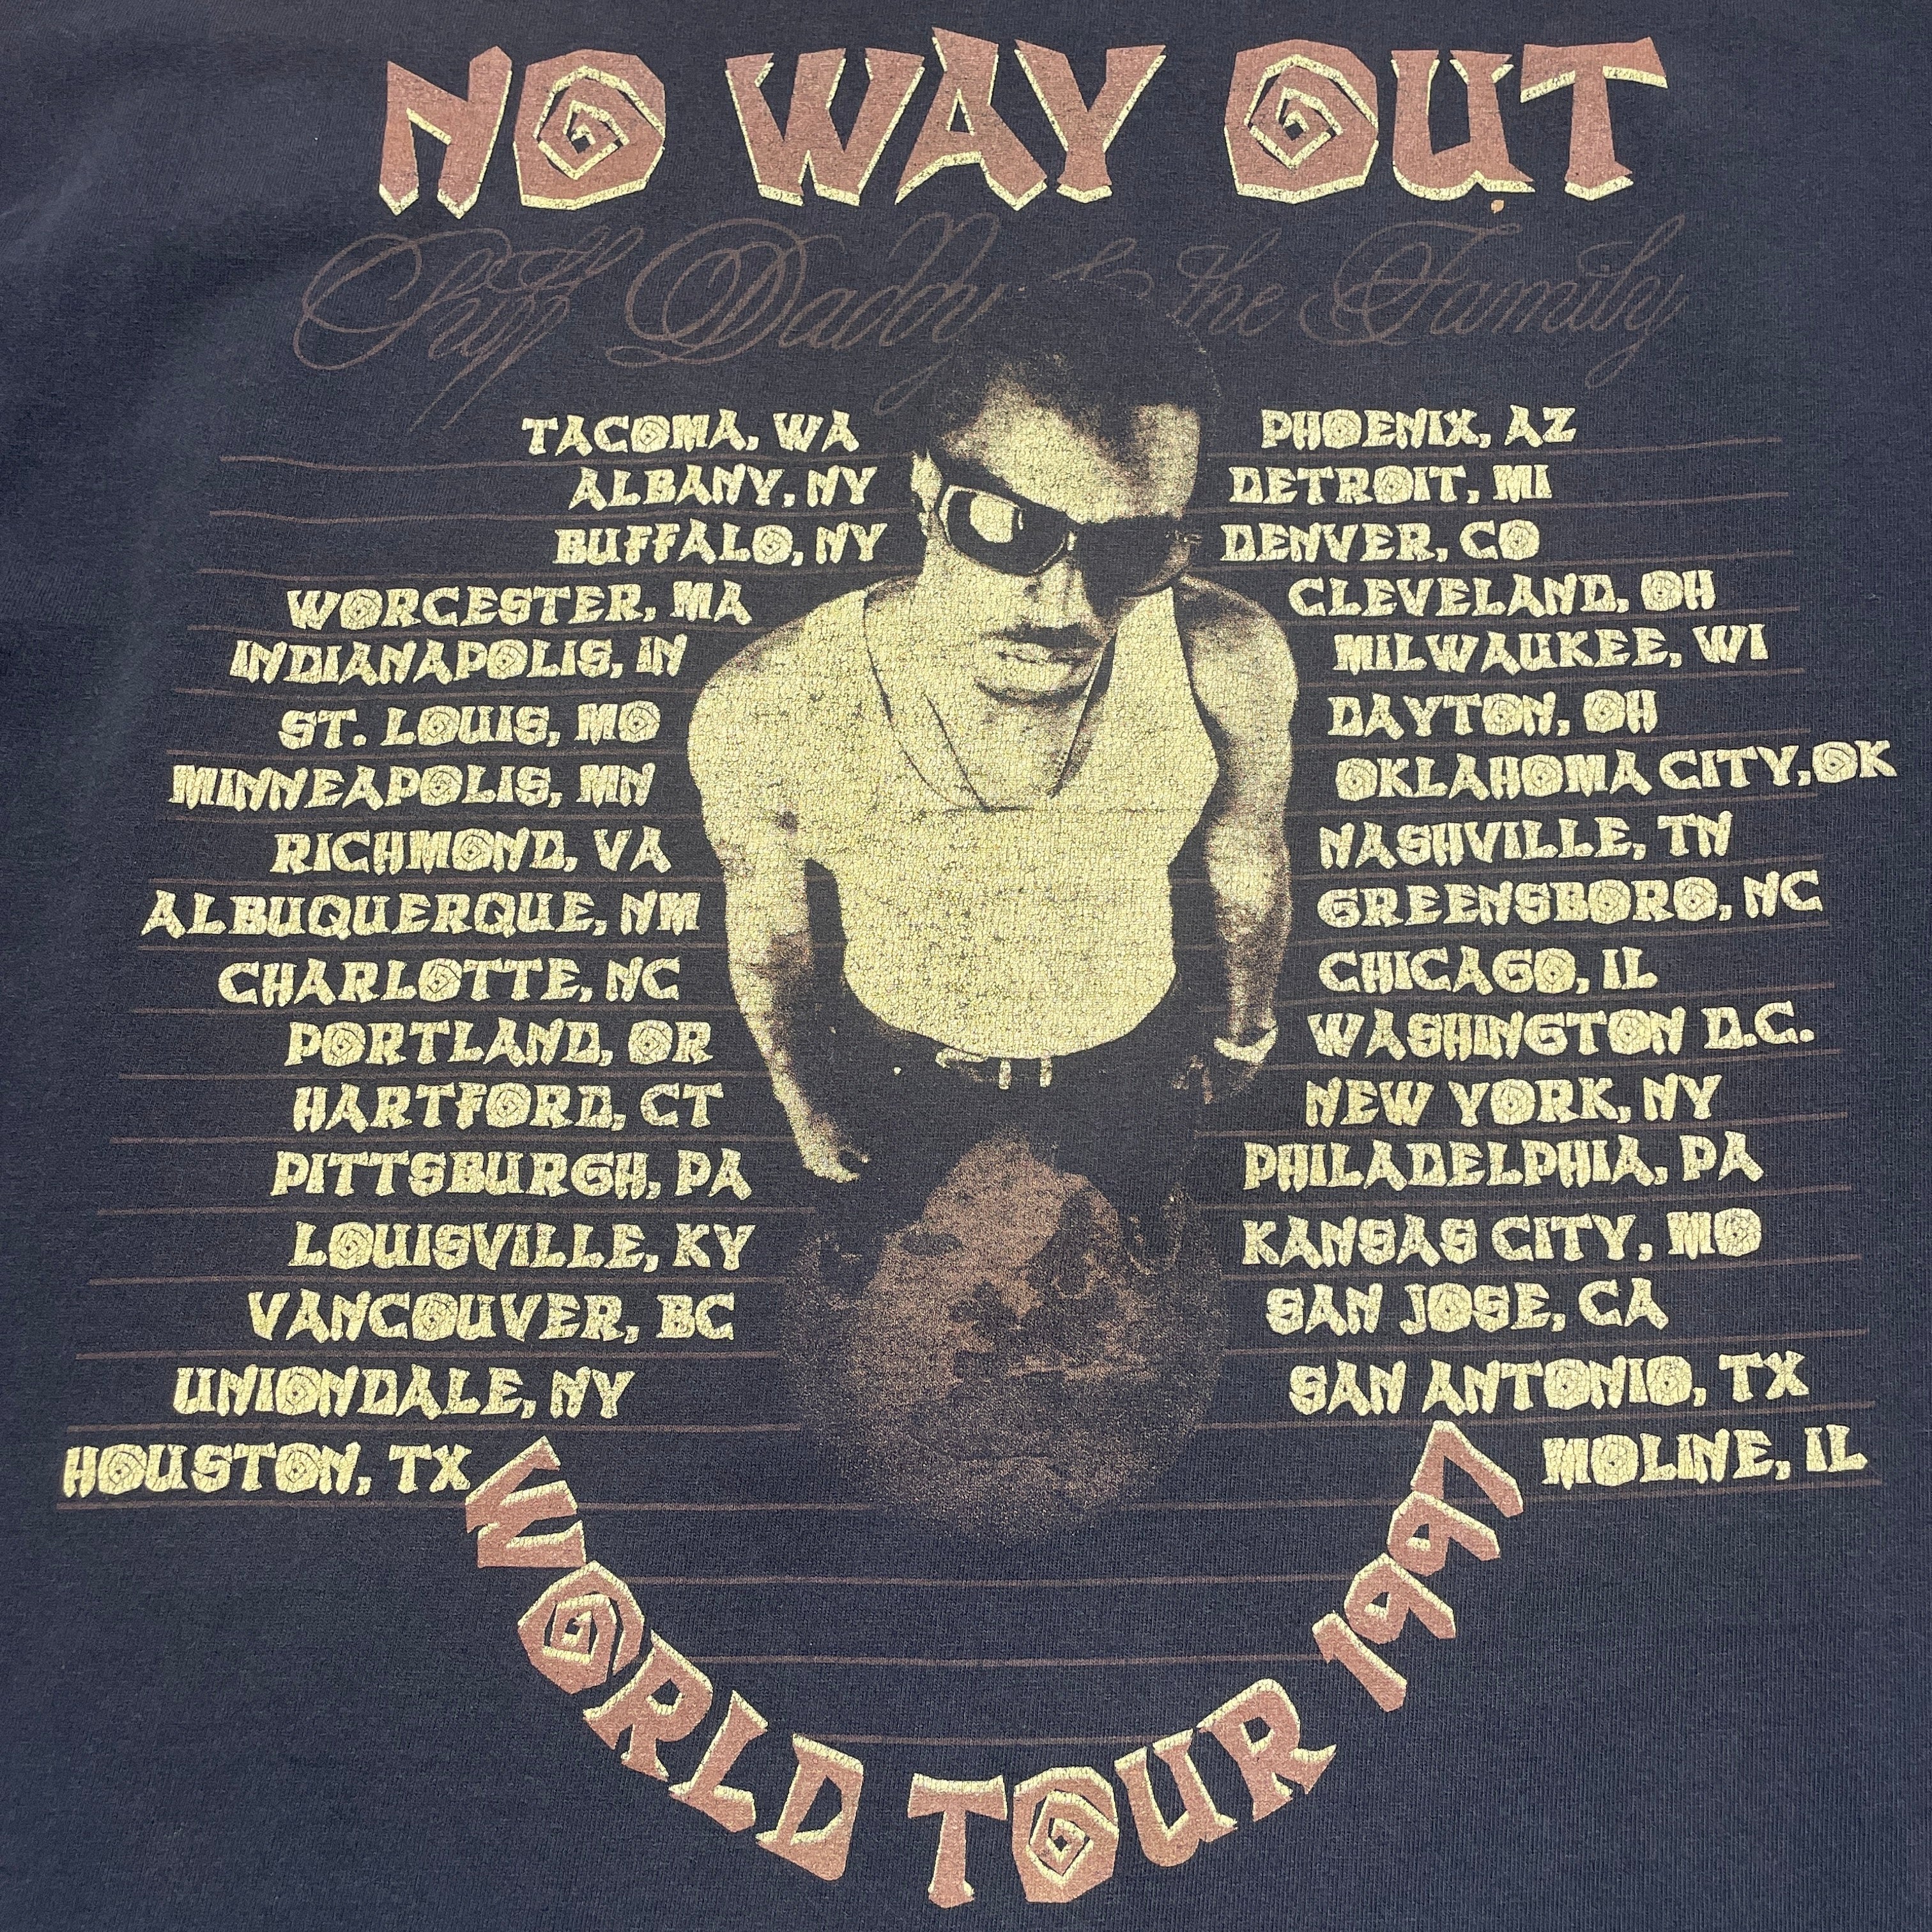 NO WAY OUT
Puff Daddy & the Family
TACOMA, WA
ALBANY, NY
BUFFALO, NY
WORCESTER, MA
INDIANAPOLIS, IN
ST. LOUIS, MO
MINNEAPOLIS, MN
RICHMOND, VA
ALBUQUERQUE, NM
CHARLOTTE, NC
PORTLAND, OR
HARTFORD, CT
PITTSBURGH, PA
LOUISVILLE, KY
VANCOUVER, BC
UNIONDALE, NY
HOUSTON, TX
PHOENIX, AZ
DETROIT, MI
DENVER, CO
CLEVELAND, OH
MILWAUKEE, WI
DAYTON, OH
OKLAHOMA CITY, OK
NASHVILLE, TN
GREENSBORO, NC
CHICAGO, IL
WASHINGTON D.C.
NEW YORK, NY
PHILADELPHIA, PA
KANSAS CITY, MO
SAN JOSE, CA
SAN ANTONIO, TX
MOLINE, IL
WORLD TOUR 1997